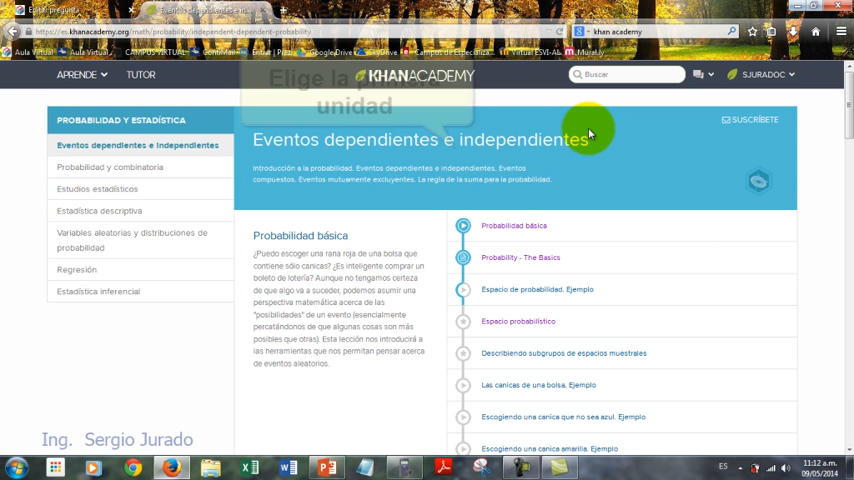 Editar pregunta
Eventos dependientes e in
https://es.khanacademy.org/math/probability/independent-dependent-probability
khan academy
Aula Virtual
Aula Virtual
CAMPUS VIRTUAL
GoogleDrive
SkyDrive
Campus de Especializa
Virtual ESVI-AL
Mural.ly
APRENDE
TUTOR
KHANACADEMY
Buscar
SJURADOC
Elige la primera
unidad
PROBABILIDAD Y ESTADÍSTICA
Eventos dependientes e Independientes
Probabilidad y combinatoria
Estudios estadísticos
Estadística descriptiva
Variables aleatorias y distribuciones de
probabilidad
Regresión
Estadística inferencial
SUSCRÍBETE
Eventos dependientes e independientes
Introducción a la probabilidad. Eventos dependientes e independientes. Eventos
compuestos. Eventos mutuamente excluyentes. La regla de la suma para la probabilidad.
Probabilidad básica
¿Puedo escoger una rana roja de una bolsa que
contiene sólo canicas? ¿Es inteligente comprar un
boleto de lotería? Aunque no tengamos certeza
de que algo va a suceder, podemos asumir una
perspectiva matemática acerca de las
"posibilidades" de un evento (esencialmente
percatándonos de que algunas cosas son más
posibles que otras). Esta lección nos introducirá a
las herramientas que nos permitan pensar acerca
de eventos aleatorios.
Probabilidad básica
Probability - The Basics
Espacio de probabilidad. Ejemplo
Espacio probabilístico
Describiendo subgrupos de espacios muestrales
Las canicas de una bolsa. Ejemplo
Escogiendo una canica que no sea azul. Ejemplo
Escogiendo una canica amarilla. Ejemplo
Ing. Sergio Jurado
ES
11:12 a.m.
09/05/2014